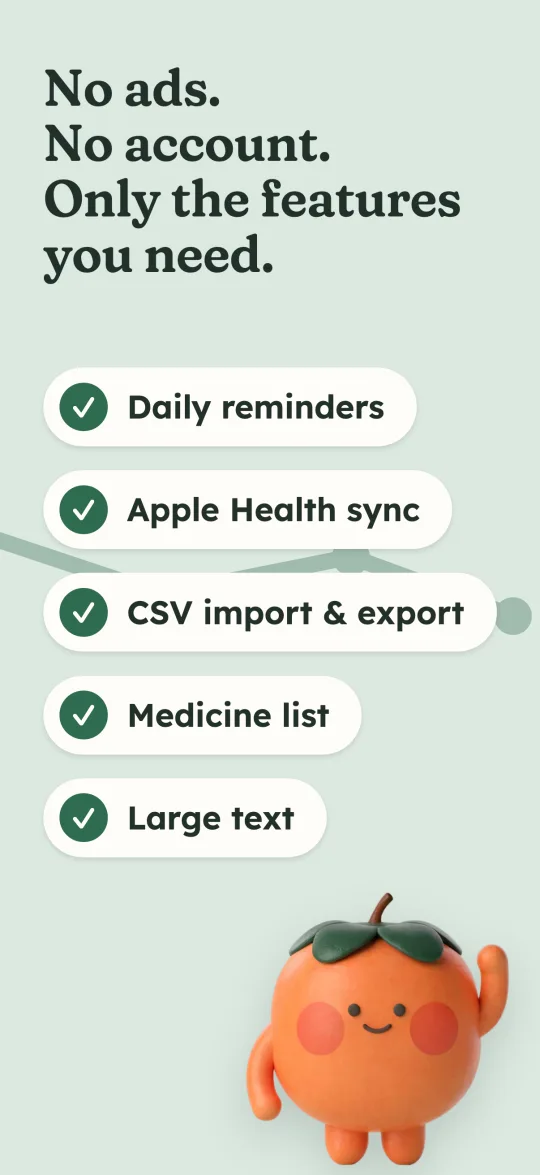 No ads.
No account.
Only the features
you need.
Daily reminders
Apple Health sync
CSV import & export
Medicine list
Large text